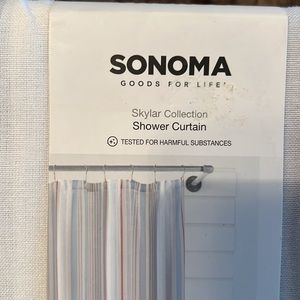 SONOMA
GOODS FOR LIFE
Skylar Collection
Shower Curtain
TESTED FOR HARMFUL SUBSTANCES